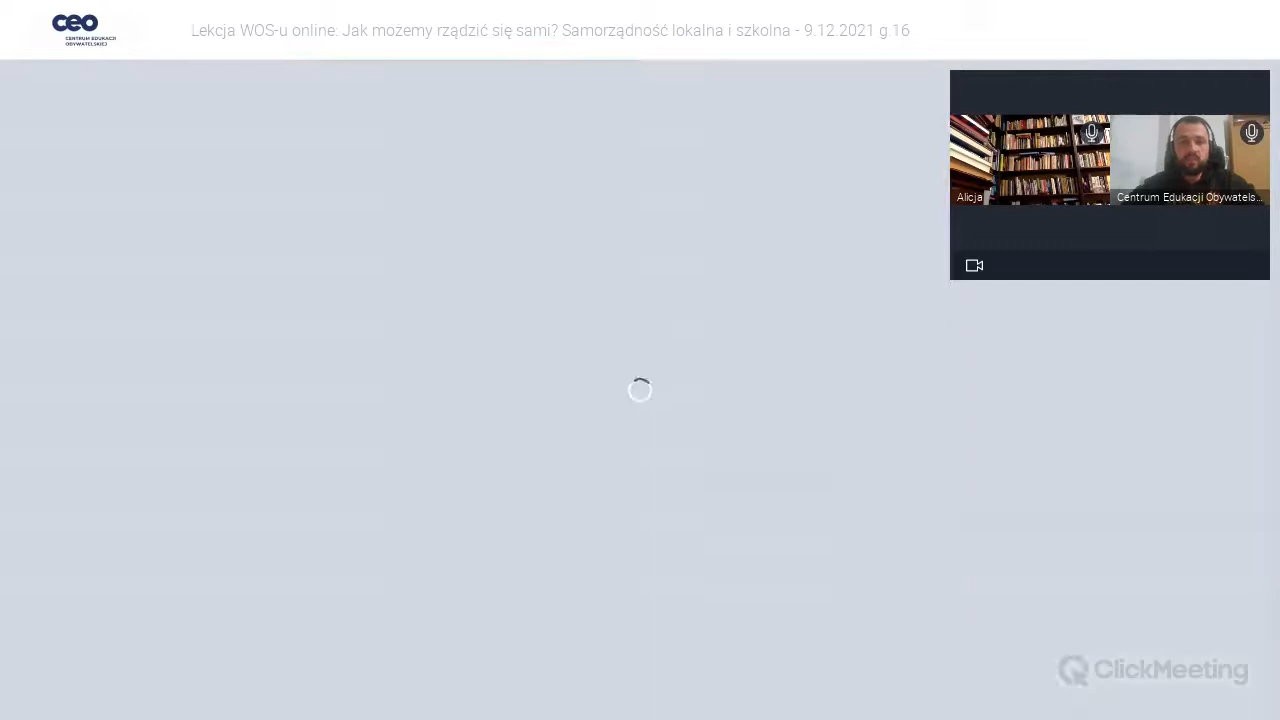 ceo
CENTRUM EDUKACJI
OBYWATELSKIEJ
Lekcja WOS-u online: Jak mozemy rządzić się sami? Samorządność lokalna i szkolna - 9.12.2021 g.16
Alicja
Centrum Edukacji Obywatels...
ClickMeeting